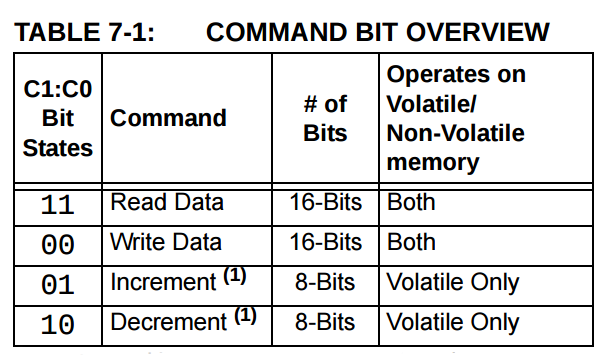 TABLE 7-1: COMMAND BIT OVERVIEW
C1:C0 Bit States Command # of Bits Operates on Volatile/ Non-Volatile memory
11 Read Data 16-Bits Both
00 Write Data 16-Bits Both
01 Increment (1) 8-Bits Volatile Only
10 Decrement (1) 8-Bits Volatile Only